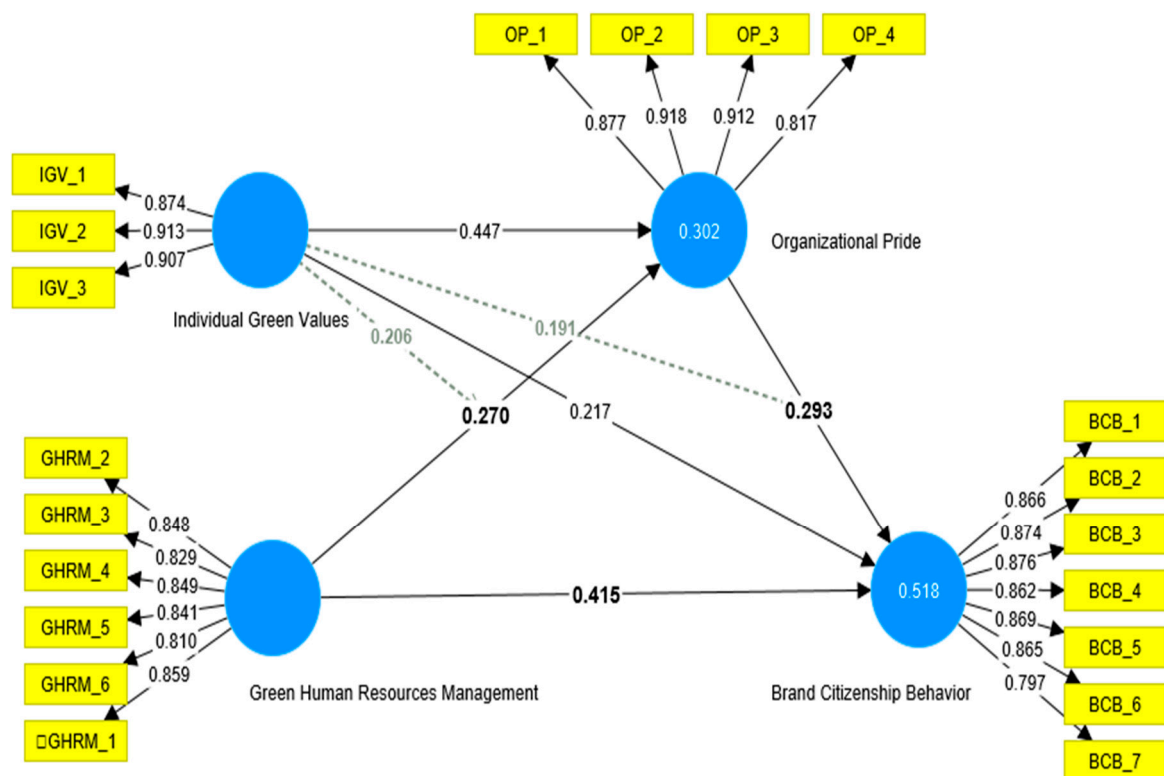 OP_1
OP_2
OP_3
OP_4
0.877
0.918
0.912
0.817
IGV_1
IGV_2
IGV_3
0.874
0.913
0.907
Individual Green Values
0.447
0.302
Organizational Pride
0.206
0.191
0.270
0.217
0.293
GHRM_2
GHRM_3
GHRM_4
GHRM_5
GHRM_6
□GHRM_1
0.848
0.829
0.849
0.841
0.810
0.859
Green Human Resources Management
0.415
0.518
Brand Citizenship Behavior
0.866
0.874
0.876
0.862
0.869
0.865
0.797
BCB_1
BCB_2
BCB_3
BCB_4
BCB_5
BCB_6
BCB_7